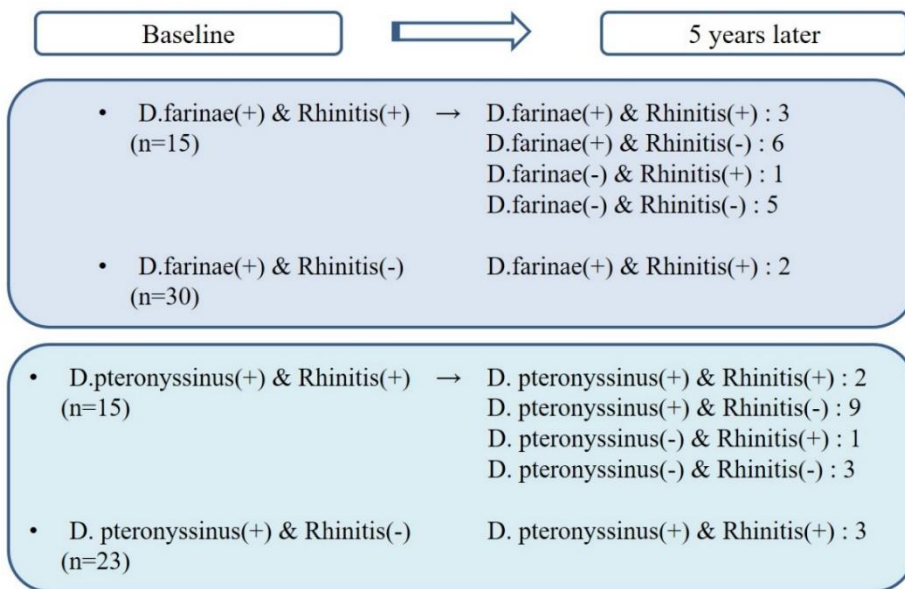 Baseline
5 years later
• D.farinae(+) & Rhinitis(+) → D.farinae(+) & Rhinitis(+) : 3
(n=15) D.farinae(+) & Rhinitis(-) : 6
D.farinae(-) & Rhinitis(+) : 1
D.farinae(-) & Rhinitis(-) : 5
• D.farinae(+) & Rhinitis(-) D.farinae(+) & Rhinitis(+) : 2
(n=30)
• D.pteronyssinus(+) & Rhinitis(+) → D. pteronyssinus(+) & Rhinitis(+) : 2
(n=15) D. pteronyssinus(+) & Rhinitis(-) : 9
D. pteronyssinus(-) & Rhinitis(+) : 1
D. pteronyssinus(-) & Rhinitis(-) : 3
• D. pteronyssinus(+) & Rhinitis(-) D. pteronyssinus(+) & Rhinitis(+) : 3
(n=23)